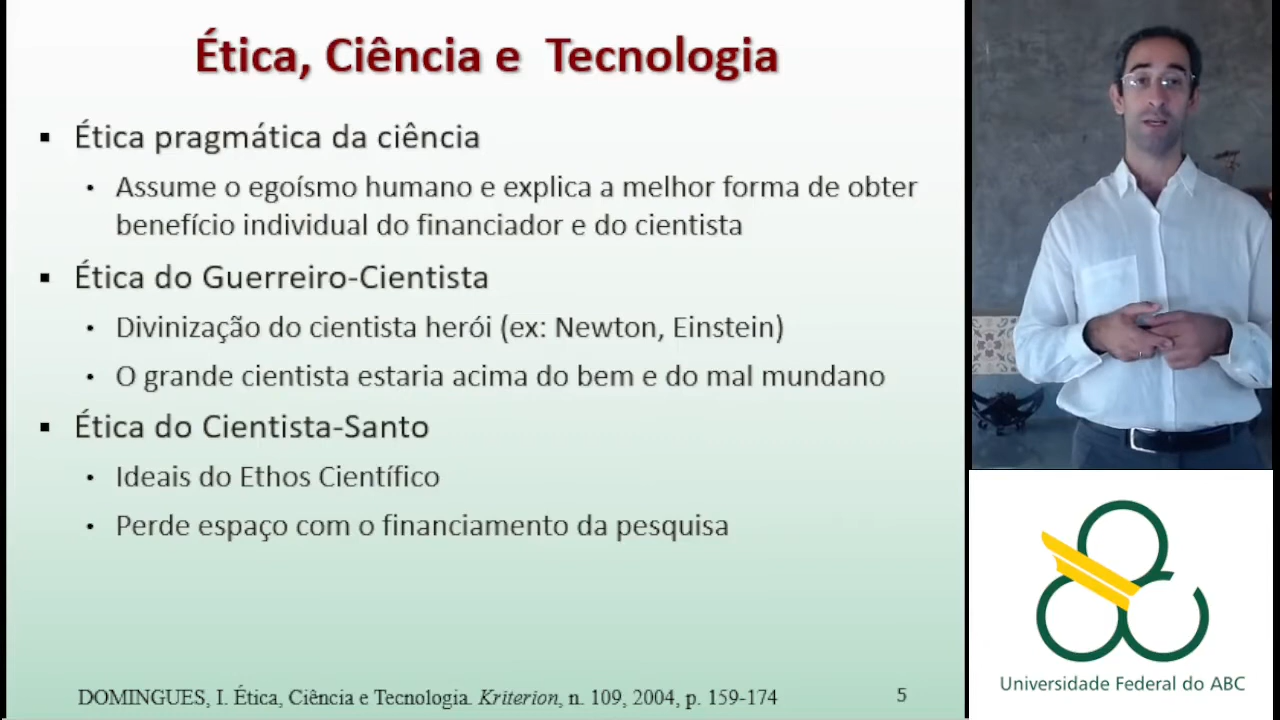 Ética, Ciência e Tecnologia
▪ Ética pragmática da ciência
• Assume o egoísmo humano e explica a melhor forma de obter
benefício individual do financiador e do cientista
▪ Ética do Guerreiro-Cientista
• Divinização do cientista herói (ex: Newton, Einstein)
• O grande cientista estaria acima do bem e do mal mundano
▪ Ética do Cientista-Santo
• Ideais do Ethos Científico
• Perde espaço com o financiamento da pesquisa
DOMINGUES, I. Ética, Ciência e Tecnologia. Kriterion, n. 109, 2004, p. 159-174
5
Universidade Federal do ABC